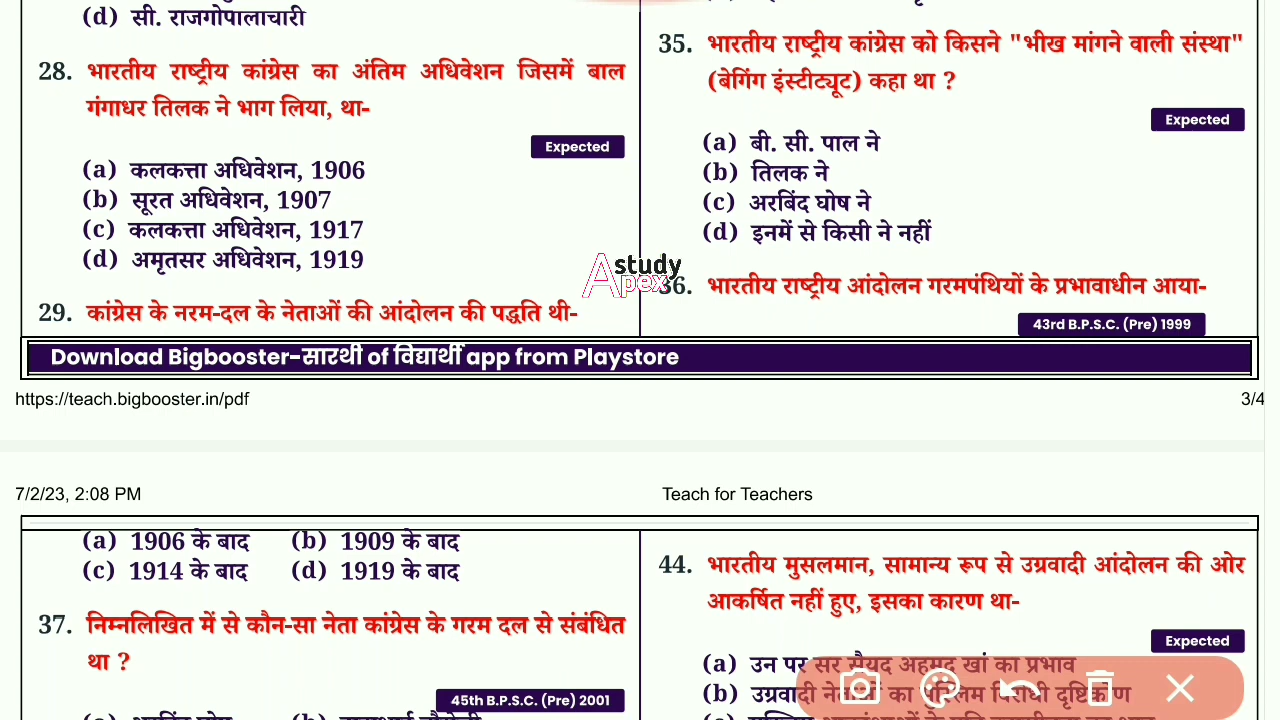 (d) सी. राजगोपालाचारी
28. भारतीय राष्ट्रीय कांग्रेस का अंतिम अधिवेशन जिसमें बाल
गंगाधर तिलक ने भाग लिया, था-
Expected
(a) कलकत्ता अधिवेशन, 1906
(b) सूरत अधिवेशन, 1907
(c) कलकत्ता अधिवेशन, 1917
(d) अमृतसर अधिवेशन, 1919
29. कांग्रेस के नरम-दल के नेताओं की आंदोलन की पद्धति थी-
35. भारतीय राष्ट्रीय कांग्रेस को किसने "भीख मांगने वाली संस्था"
(बेगिंग इंस्टीट्यूट) कहा था ?
Expected
(a) बी. सी. पाल ने
(b) तिलक ने
(c) अरबिंद घोष ने
(d) इनमें से किसी ने नहीं
study
Apex
36. भारतीय राष्ट्रीय आंदोलन गरमपंथियों के प्रभावाधीन आया-
43rd B.P.S.C. (Pre) 1999
Download Bigbooster-सारथी of विद्यार्थी app from Playstore
https://teach.bigbooster.in/pdf
3/4
7/2/23, 2:08 PM
Teach for Teachers
(a) 1906 के बाद (b) 1909 के बाद
(c) 1914 के बाद (d) 1919 के बाद
37. निम्नलिखित में से कौन-सा नेता कांग्रेस के गरम दल से संबंधित
था ?
45th B.P.S.C. (Pre) 2001
44. भारतीय मुसलमान, सामान्य रूप से उग्रवादी आंदोलन की ओर
आकर्षित नहीं हुए, इसका कारण था-
Expected
(a) उन पर सर सैयद अहमद खां का प्रभाव
(b) उग्रवादी नेताओं का मुस्लिम विरोधी दृष्टिकोण